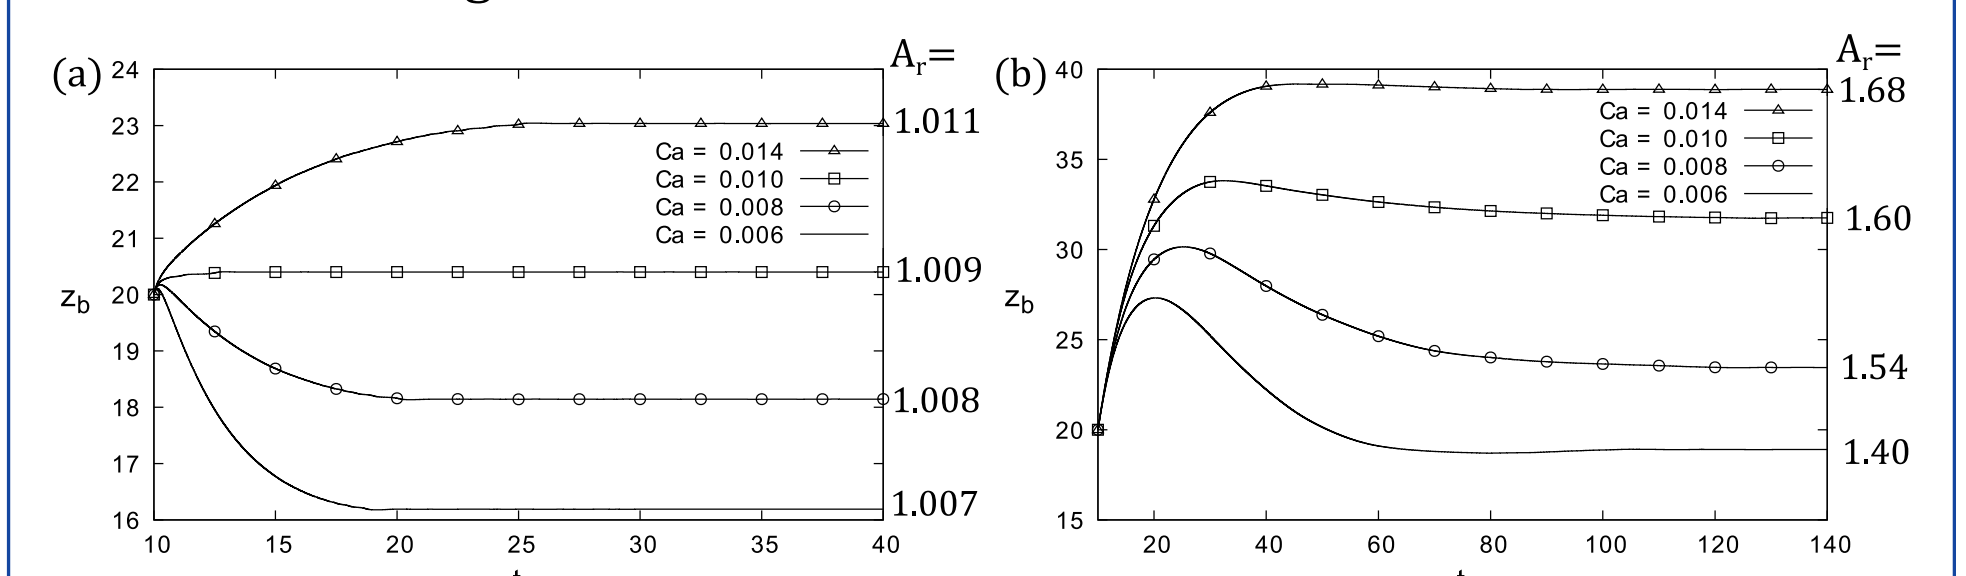 (a)
A_r=
24
23
22
21
20
19
18
17
16
z_b
Ca = 0.014
Ca = 0.010
Ca = 0.008
Ca = 0.006
1.011
1.009
1.008
1.007
10 15 20 25 30 35 40
(b)
A_r=
40
35
30
25
20
15
z_b
Ca = 0.014
Ca = 0.010
Ca = 0.008
Ca = 0.006
1.68
1.60
1.54
1.40
20 40 60 80 100 120 140